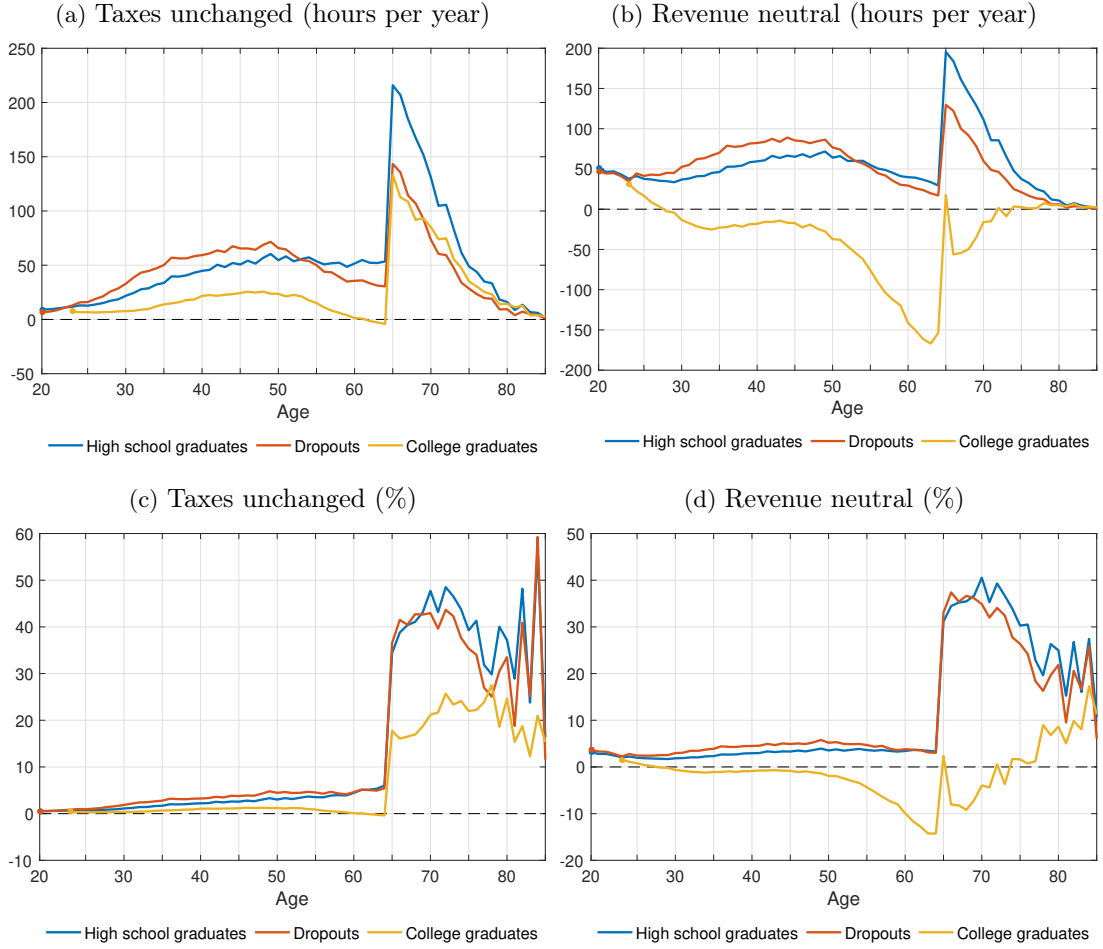 (a) Taxes unchanged (hours per year)
250
200
150
100
50
0
-50
20 30 40 50 60 70 80
Age
High school graduates Dropouts College graduates
(b) Revenue neutral (hours per year)
200
150
100
50
0
-50
-100
-150
-200
20 30 40 50 60 70 80
Age
High school graduates Dropouts College graduates
(c) Taxes unchanged (%)
60
50
40
30
20
10
0
-10
20 30 40 50 60 70 80
Age
High school graduates Dropouts College graduates
(d) Revenue neutral (%)
50
40
30
20
10
0
-10
-20
20 30 40 50 60 70 80
Age
High school graduates Dropouts College graduates